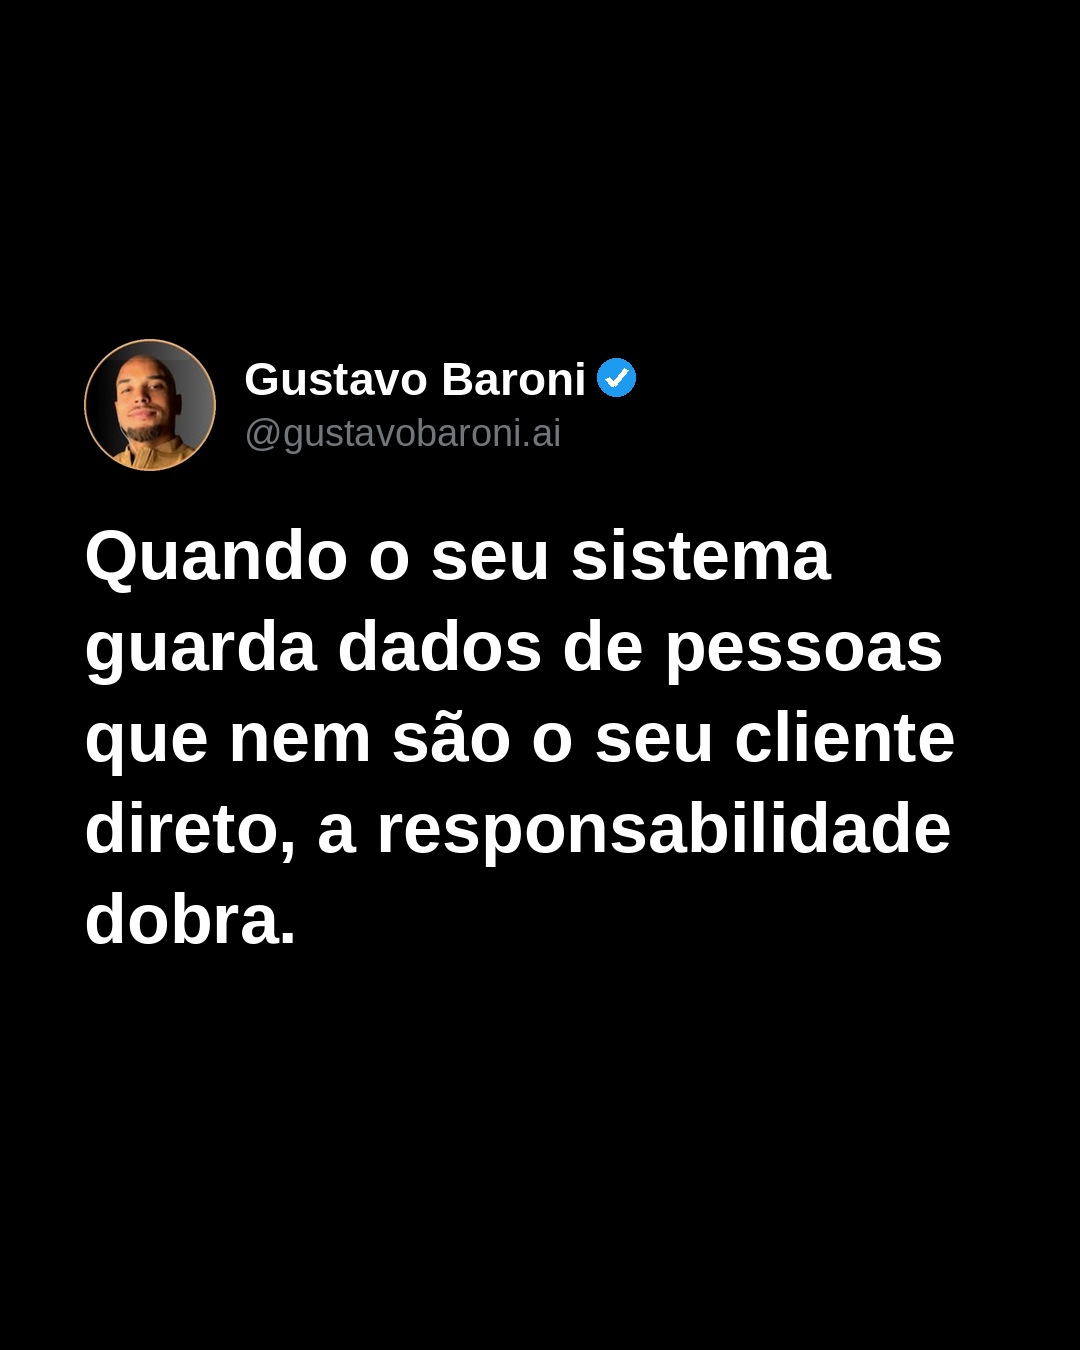 Gustavo Baroni
@gustavobaroni.ai
Quando o seu sistema
guarda dados de pessoas
que nem são o seu cliente
direto, a responsabilidade
dobra.